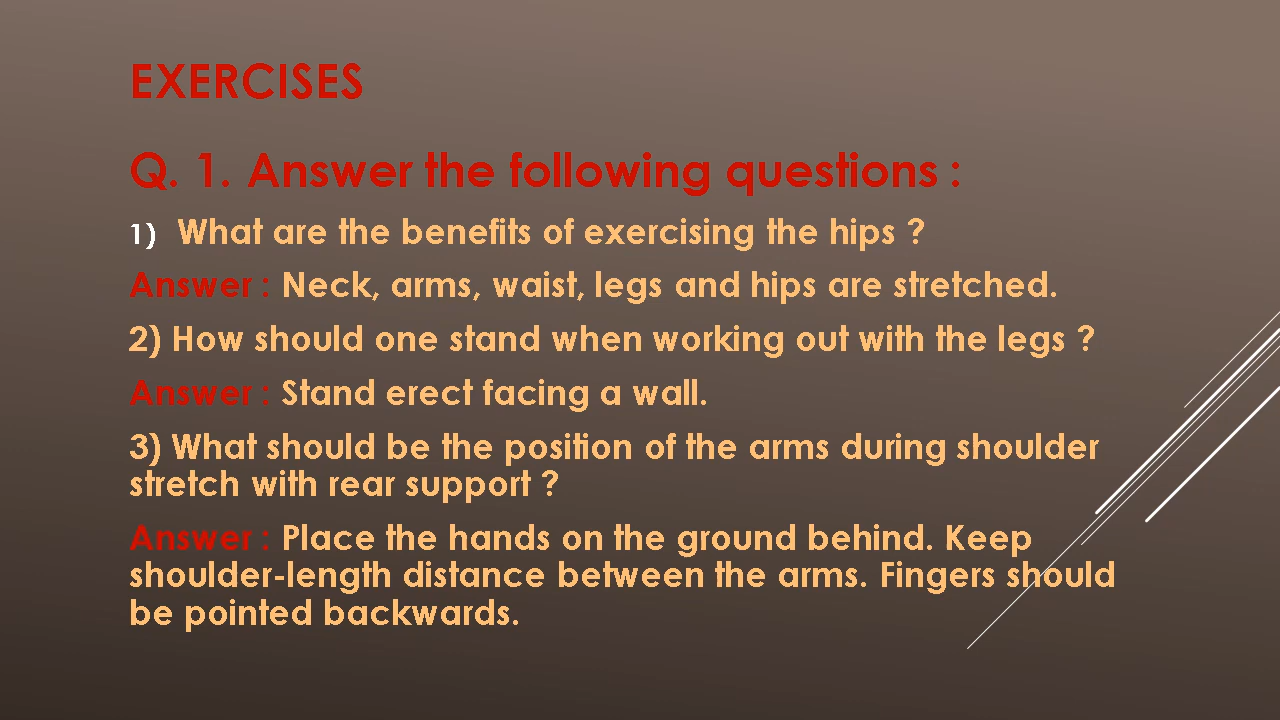 EXERCISES
Q. 1. Answer the following questions :
1) What are the benefits of exercising the hips ?
Answer : Neck, arms, waist, legs and hips are stretched.
2) How should one stand when working out with the legs ?
Answer : Stand erect facing a wall.
3) What should be the position of the arms during shoulder
stretch with rear support ?
Answer : Place the hands on the ground behind. Keep
shoulder-length distance between the arms. Fingers should
be pointed backwards.